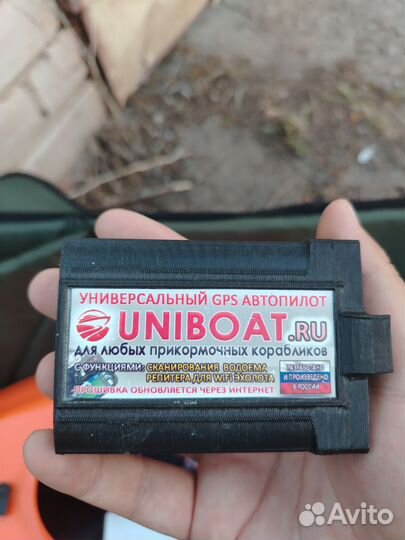 УНИВЕРСАЛЬНЫЙ GPS АВТОПИЛОТ
UNIBOAT.RU
для любых прикормочных корабликов
С ФУНКЦИЯМИ: СКАНИРОВАНИЯ ВОДОЕМА
РЕПИТЕРА ДЛЯ WIFI ЭХОЛОТА
РАЗРАБОТАНО
И ПРОИЗВЕДЕНО
В РОССИИ
ПРОШИВКА ОБНОВЛЯЕТСЯ ЧЕРЕЗ ИНТЕРНЕТ
Avito